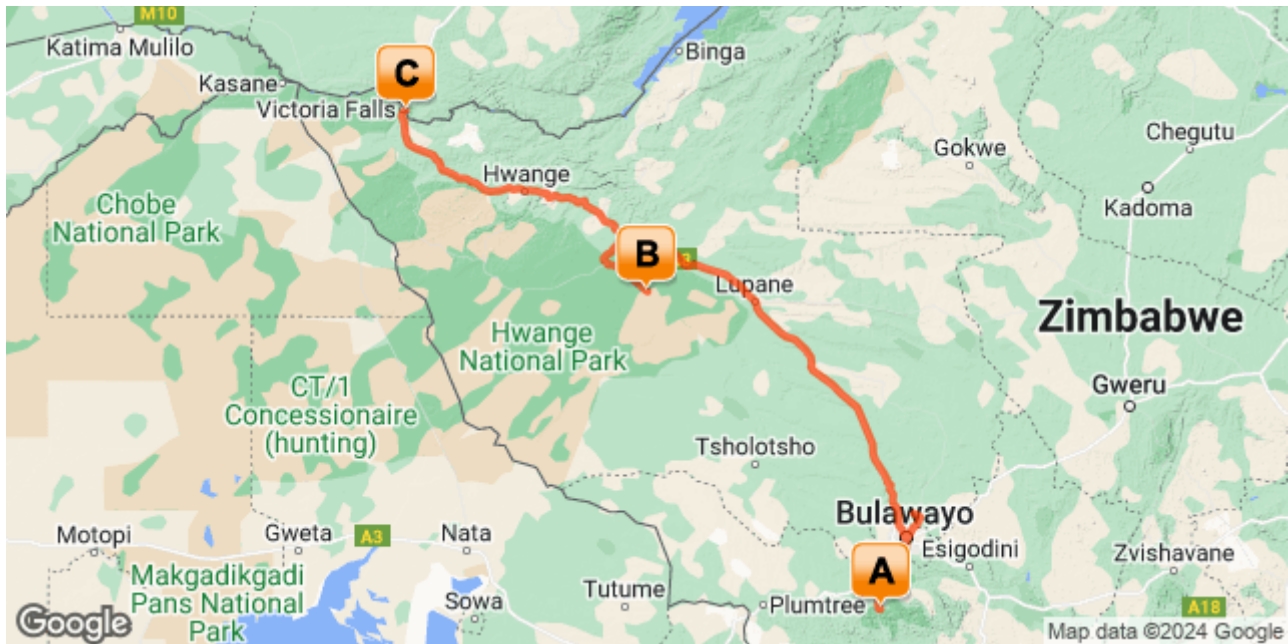 M10
Katima Mulilo
Binga
C
Kasane
Victoria Falls
Chegutu
Gokwe
Hwange
Kadoma
Chobe
National Park
B
3
Lupane
Zimbabwe
Hwange
National Park
CT/1
Concessionaire
(hunting)
Gweru
Tsholotsho
Bulawayo
Motopi
Gweta
A3
Nata
Esigodini
Zvishavane
A
Makgadikgadi
Pans National
Park
Sowa
Tutume
Plumtree
A18
Google
Map data ©2024 Google